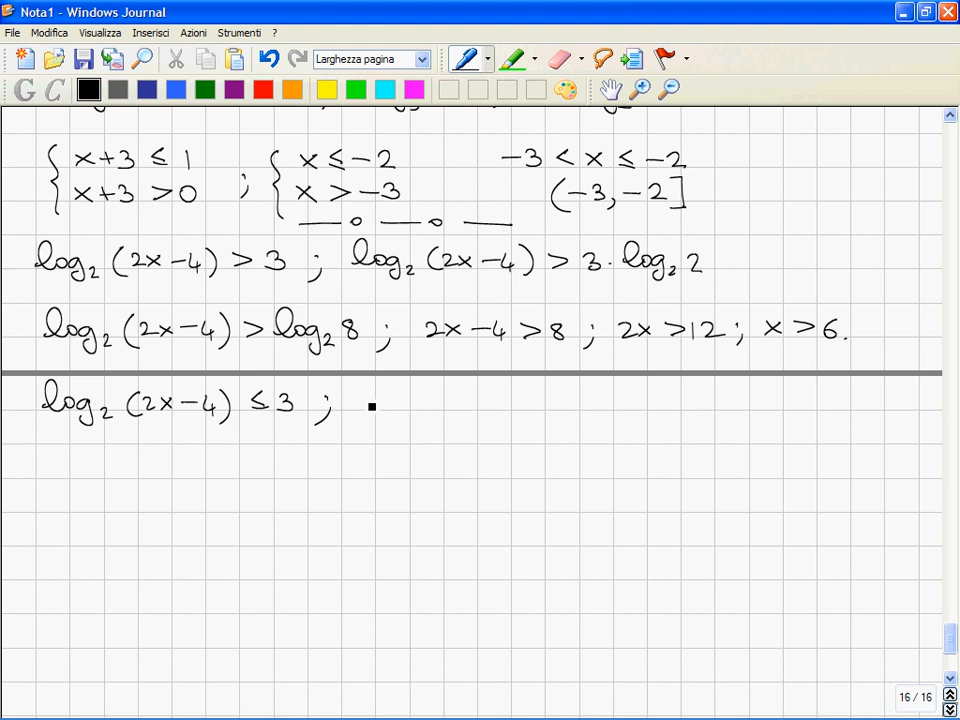 Nota1 - Windows Journal
File Modifica Visualizza Inserisci Azioni Strumenti ?
Larghezza pagina
G C
{ x+3 ≤ 1 ; { x ≤ -2 -3 < x ≤ -2
{ x+3 > 0 { x > -3 (-3, -2]
log₂ (2x-4) > 3 ; log₂ (2x-4) > 3 · log₂ 2
log₂ (2x-4) > log₂ 8 ; 2x-4 > 8 ; 2x > 12 ; x > 6.
log₂ (2x-4) ≤ 3 ;
16 / 16